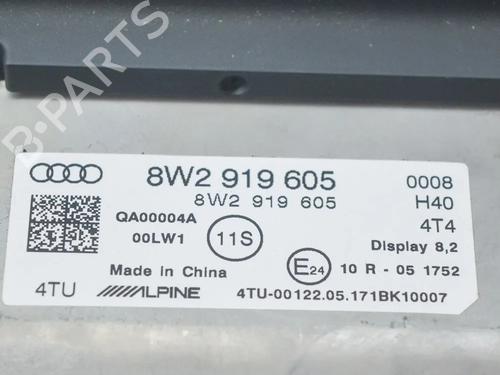 B-PARTS
8W2 919 605 0008
8W2 919 605 H40
QA00004A 4T4
00LW1 11S Display 8,2
Made in China E24 10 R - 05 1752
4TU ALPINE 4TU-00122.05.171BK10007